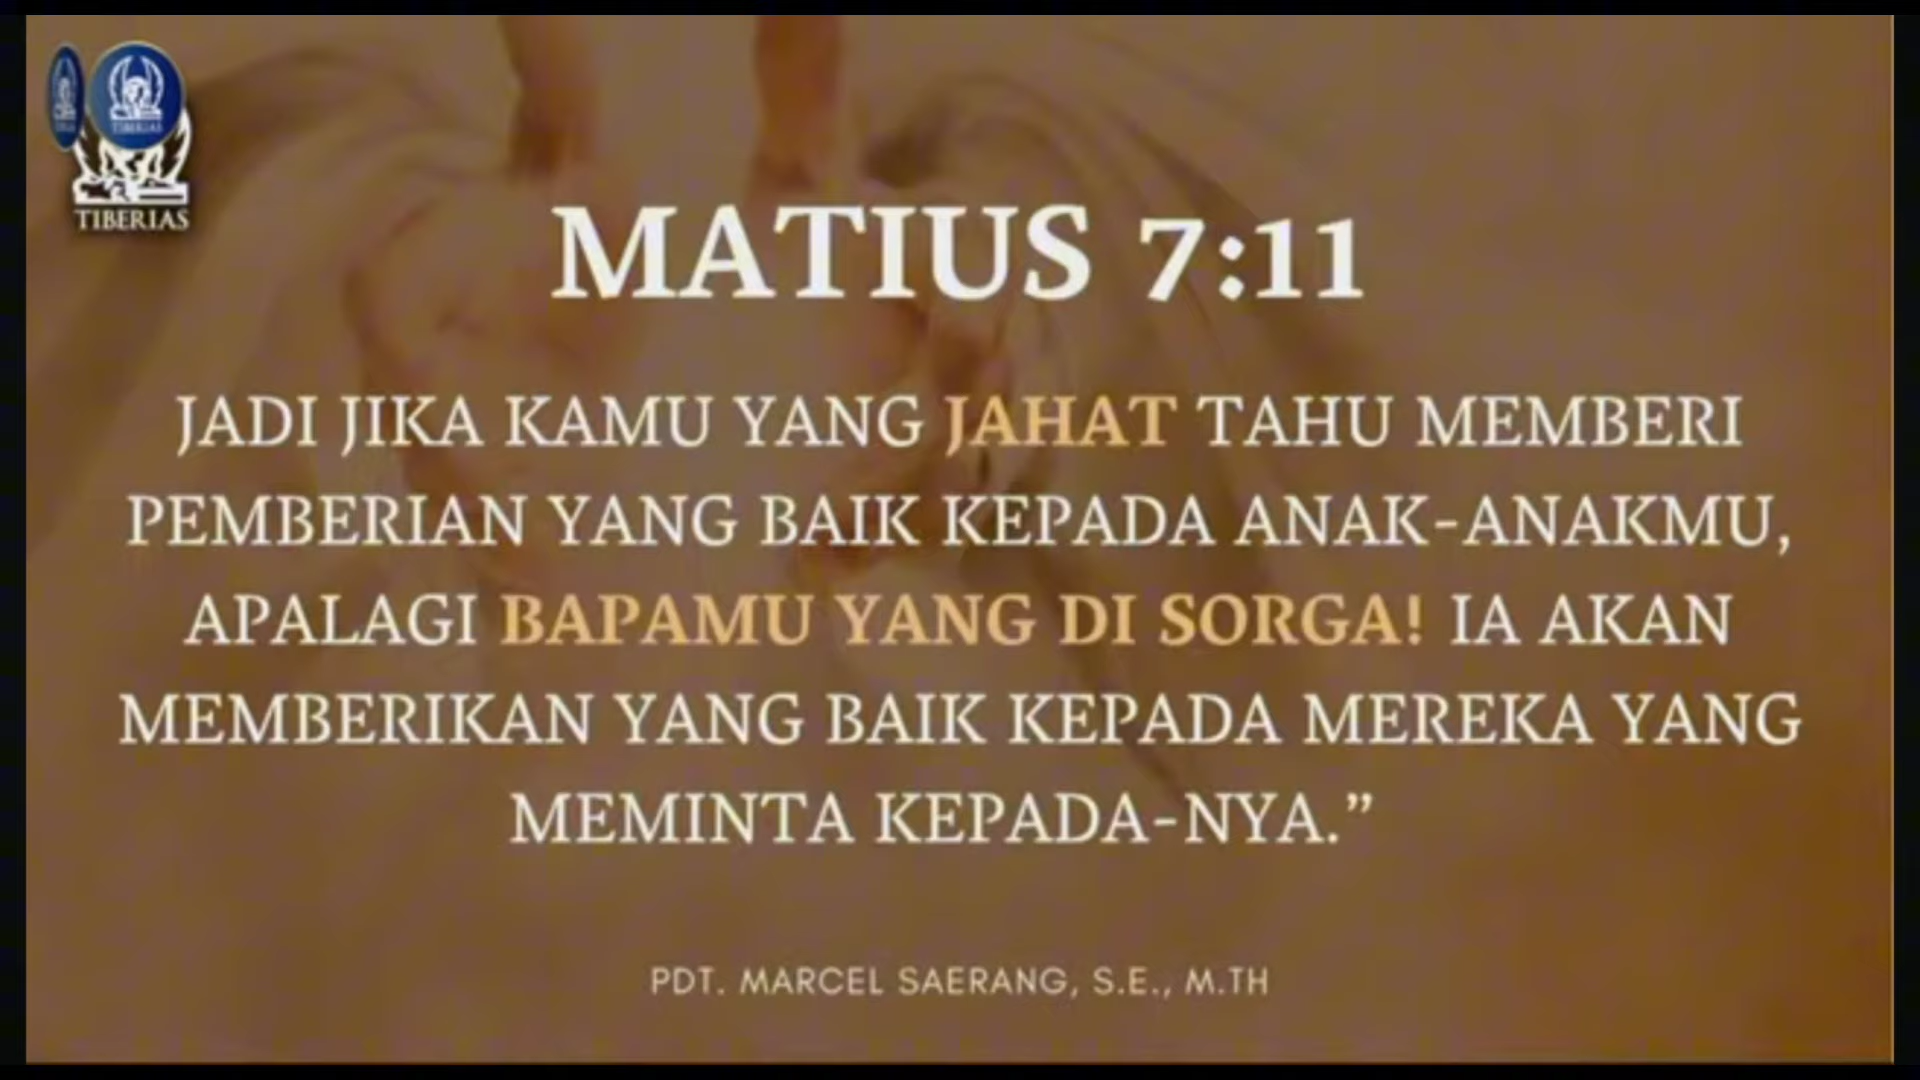 TIBERIAS
TIBERIAS
MATIUS 7:11
JADI JIKA KAMU YANG JAHAT TAHU MEMBERI
PEMBERIAN YANG BAIK KEPADA ANAK-ANAKMU,
APALAGI BAPAMU YANG DI SORGA! IA AKAN
MEMBERIKAN YANG BAIK KEPADA MEREKA YANG
MEMINTA KEPADA-NYA.”
PDT. MARCEL SAERANG, S.E., M.TH